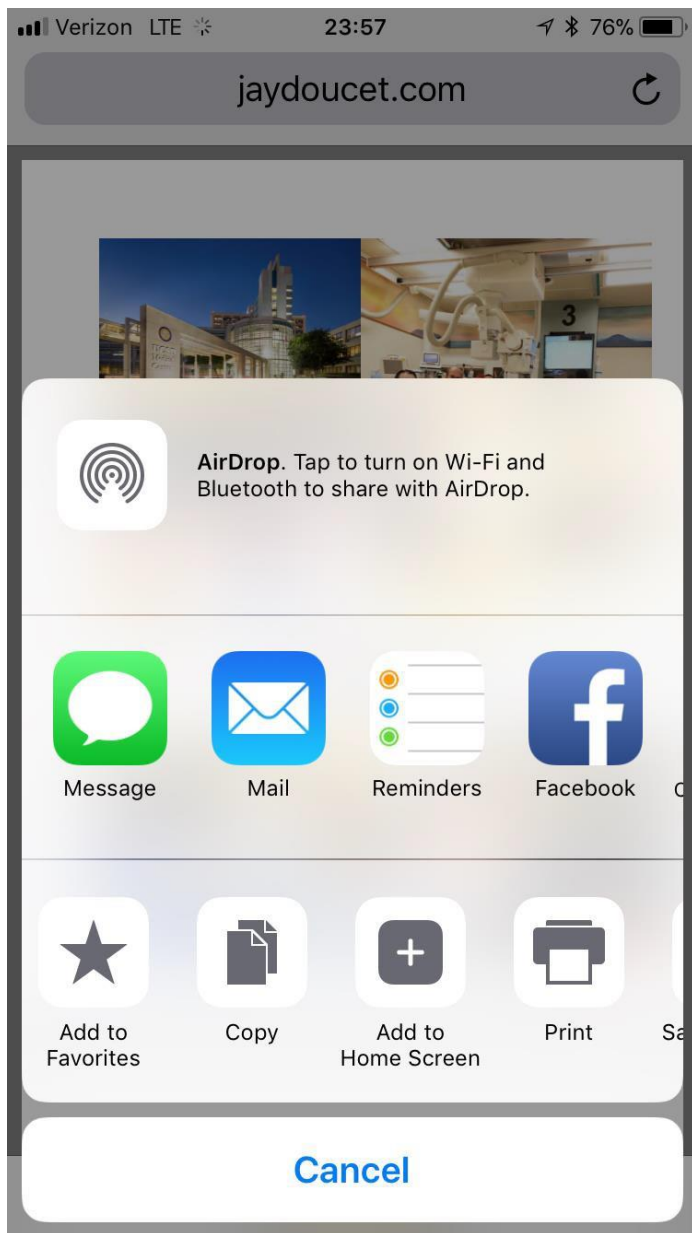 Verizon LTE 23:57 76%
jaydoucet.com
3
AirDrop. Tap to turn on Wi-Fi and
Bluetooth to share with AirDrop.
Message Mail Reminders Facebook
Add to Favorites Copy Add to Home Screen Print
Cancel